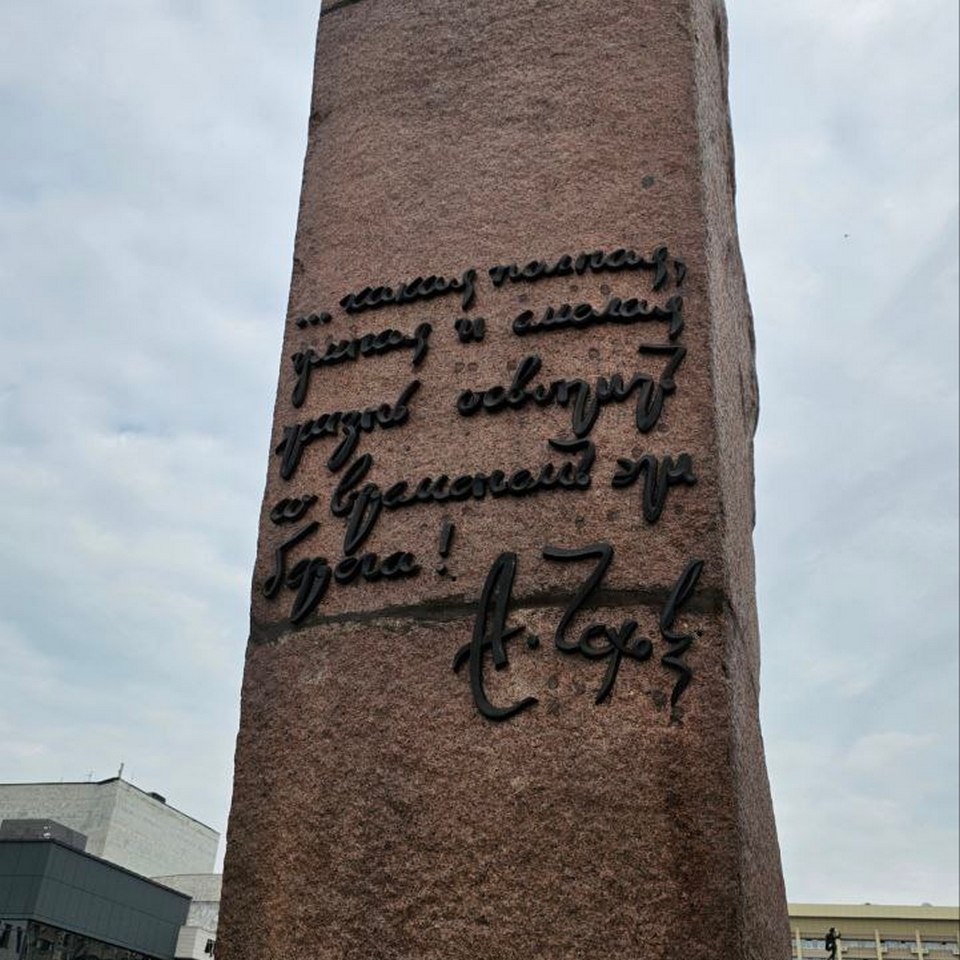 ... какая полная,
умная и смелая
жизнь осветит
со временем эти
берега!
А. Чехов